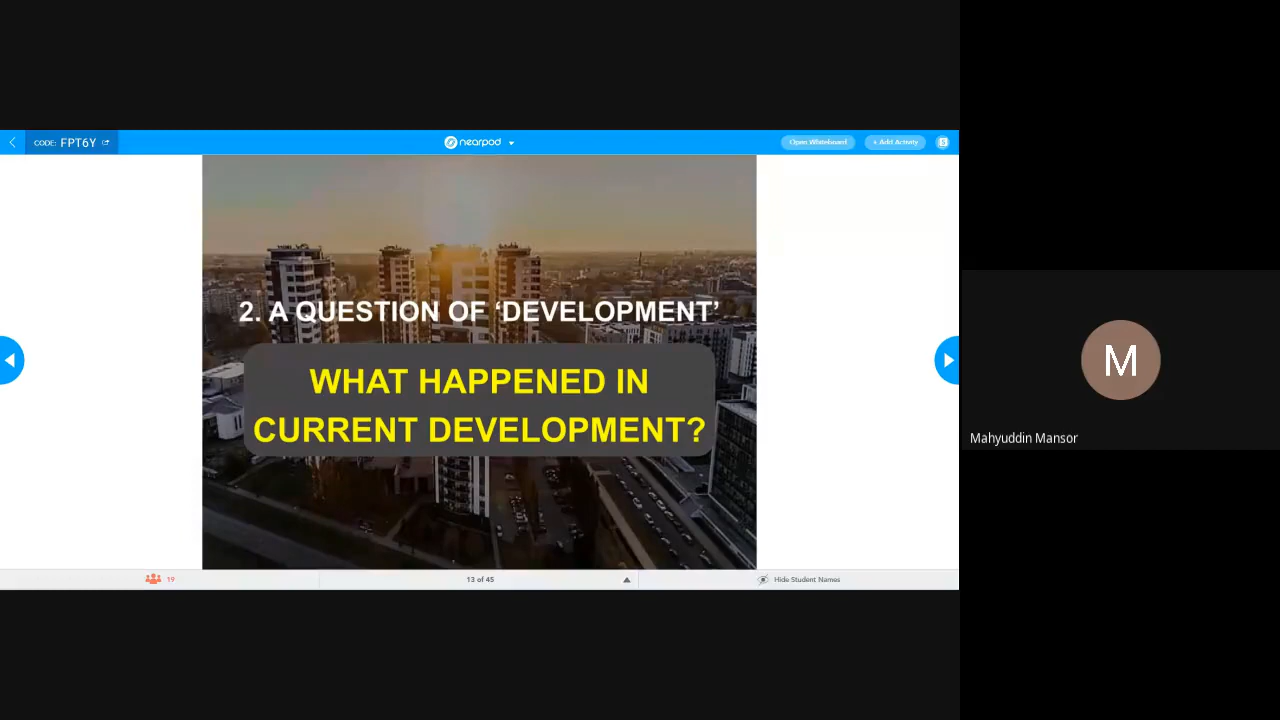 CODE: FPT6Y
nearpod
Open Whiteboard
+ Add Activity
2. A QUESTION OF ‘DEVELOPMENT’
WHAT HAPPENED IN
CURRENT DEVELOPMENT?
M
Mahyuddin Mansor
19
13 of 45
Hide Student Names